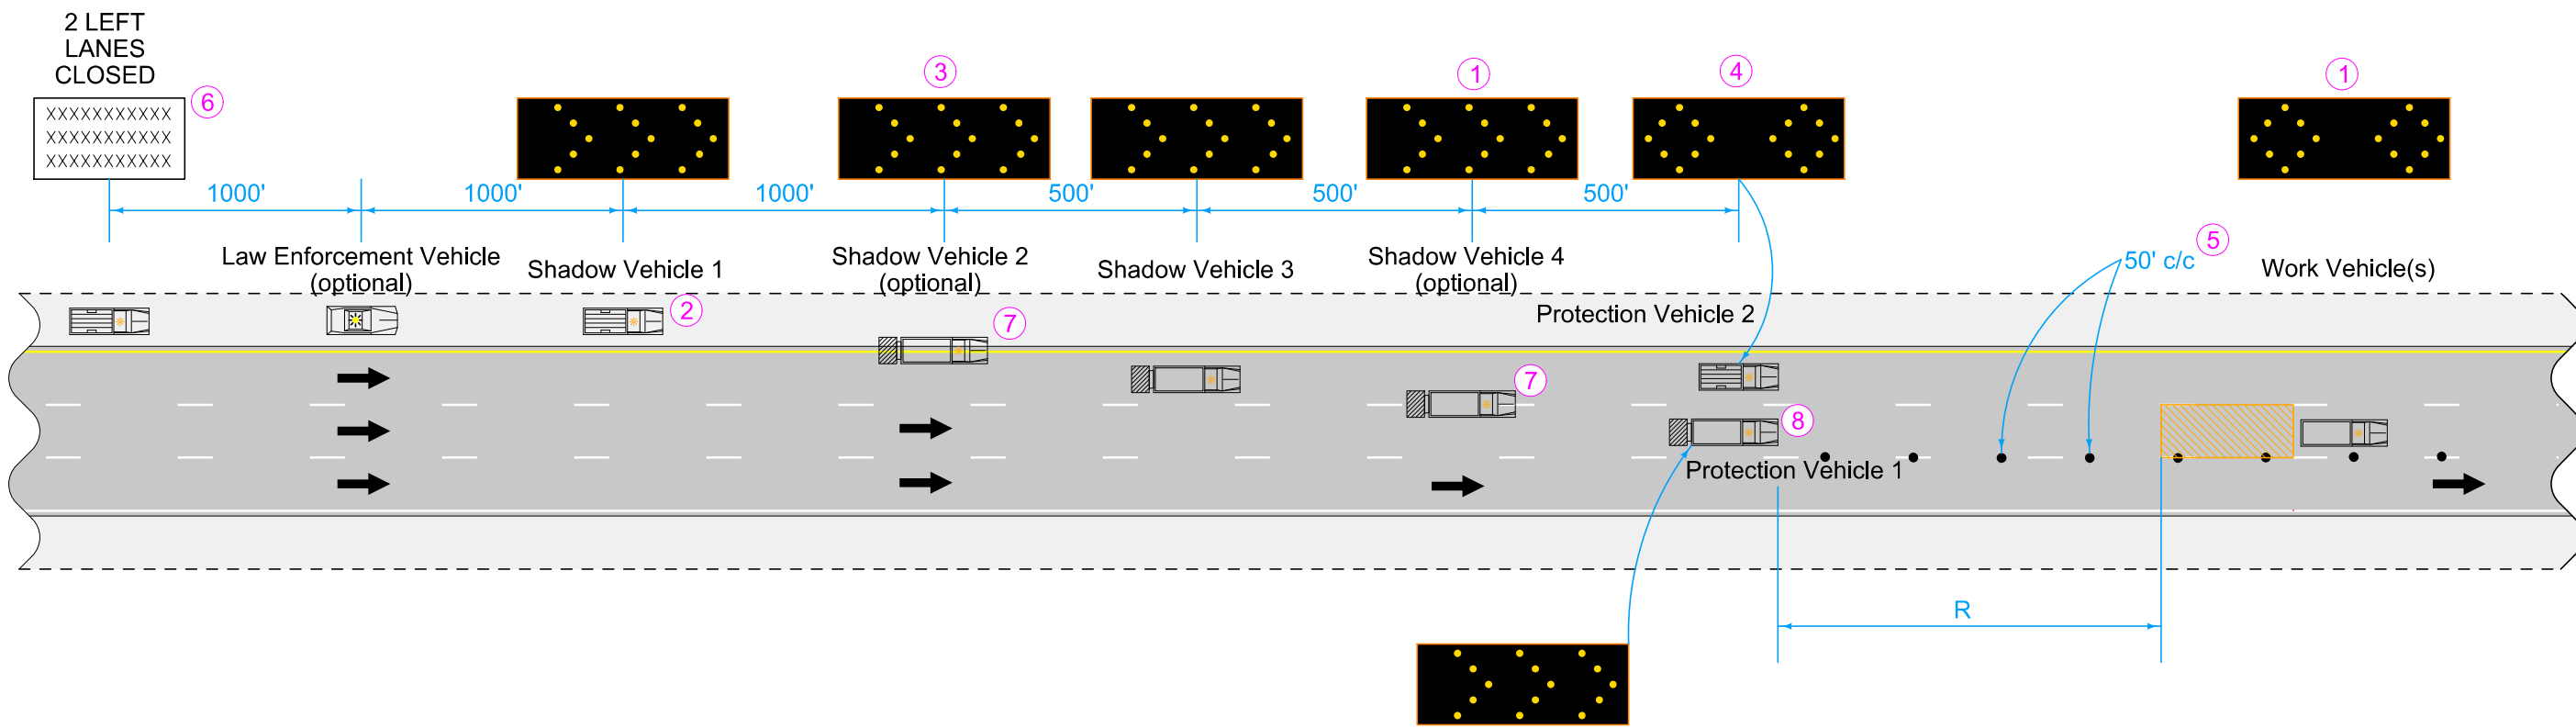 2 LEFT
LANES
CLOSED
XXXXXXXXXXX
XXXXXXXXXXX
XXXXXXXXXXX
6
3
1
4
1
1000'
1000'
1000'
500'
500'
500'
Law Enforcement Vehicle
(optional)
Shadow Vehicle 1
Shadow Vehicle 2
(optional)
Shadow Vehicle 3
Shadow Vehicle 4
(optional)
50' c/c
5
Work Vehicle(s)
2
7
Protection Vehicle 2
7
8
Protection Vehicle 1
R